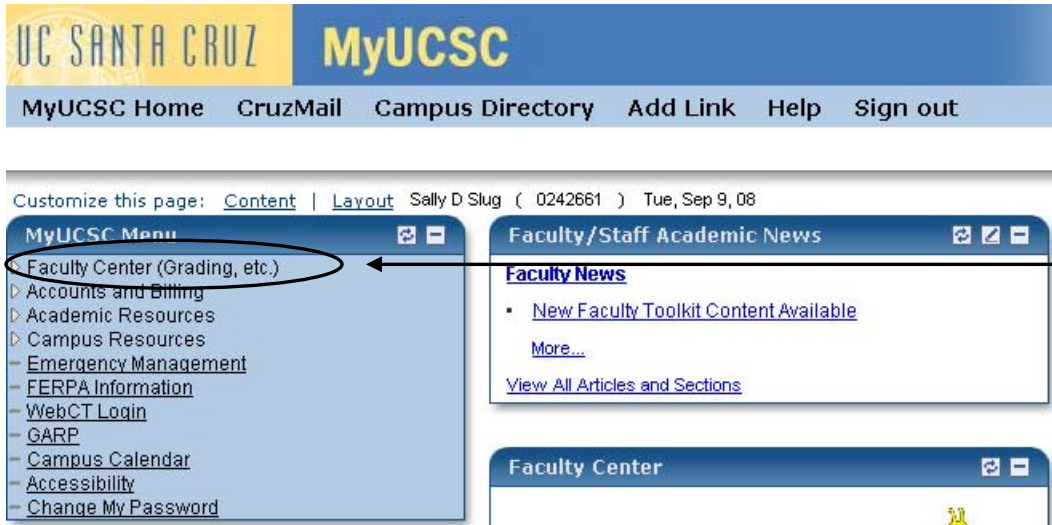 UC SANTA CRUZ MyUCSC
MyUCSC Home CruzMail Campus Directory Add Link Help Sign out
Customize this page: Content | Layout Sally D Slug ( 0242661 ) Tue, Sep 9, 08
MyUCSC Menu
Faculty Center (Grading, etc.)
Accounts and Billing
Academic Resources
Campus Resources
Emergency Management
FERPA Information
WebCT Login
GARP
Campus Calendar
Accessibility
Change My Password
Faculty/Staff Academic News
Faculty News
New Faculty Toolkit Content Available
More...
View All Articles and Sections
Faculty Center